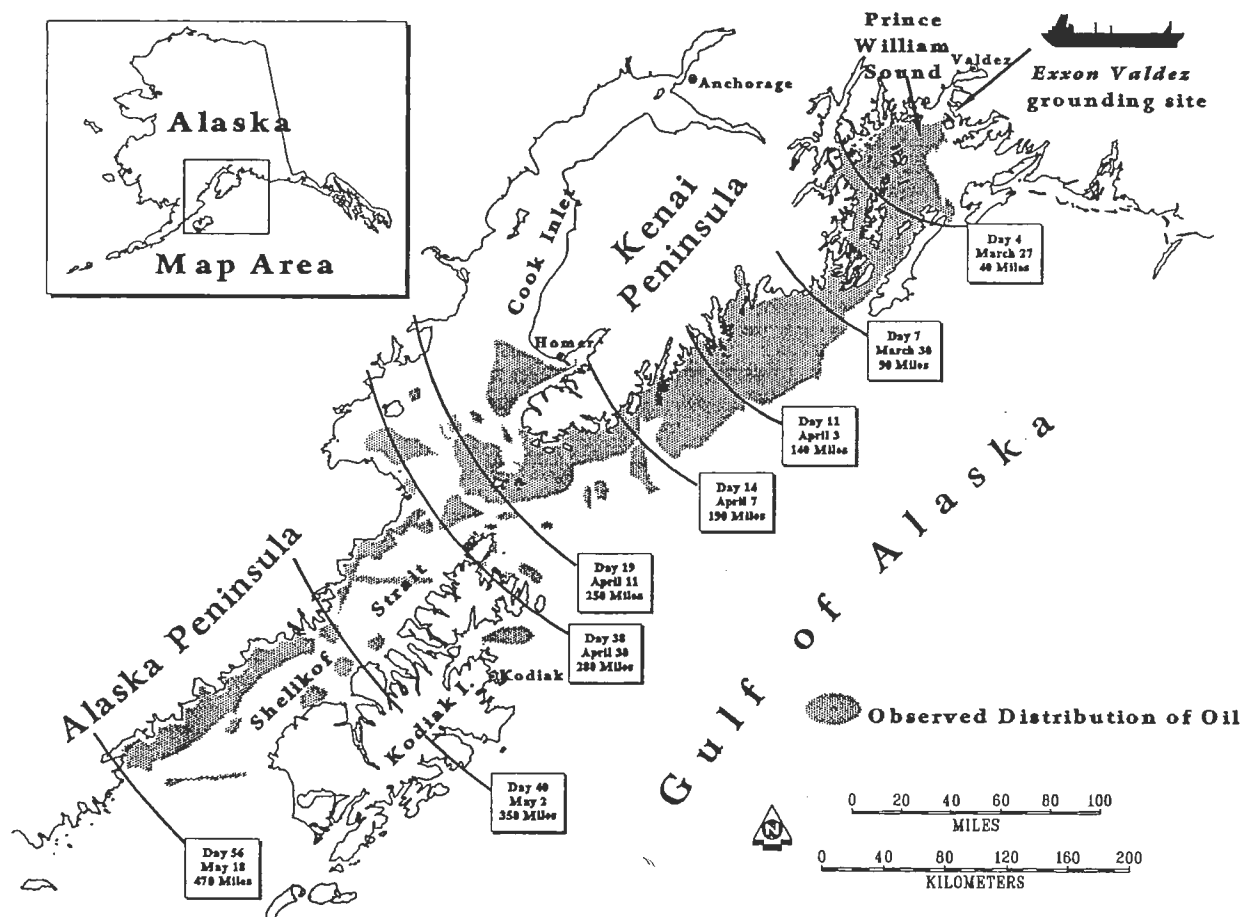 Alaska
Map Area
Prince
William
Sound
Valdez
Exxon Valdez
grounding site
Anchorage
Cook Inlet
Kenai
Peninsula
Homer
Day 4
March 27
40 Miles
Day 7
March 30
90 Miles
Day 11
April 3
140 Miles
Day 14
April 7
190 Miles
Day 19
April 11
250 Miles
Day 38
April 30
280 Miles
Day 40
May 2
350 Miles
Day 56
May 18
470 Miles
Alaska Peninsula
Shelikof
Strait
Kodiak I.
Kodiak
Gulf of Alaska
Observed Distribution of Oil
N
0 20 40 60 80 100
MILES
0 40 80 120 160 200
KILOMETERS